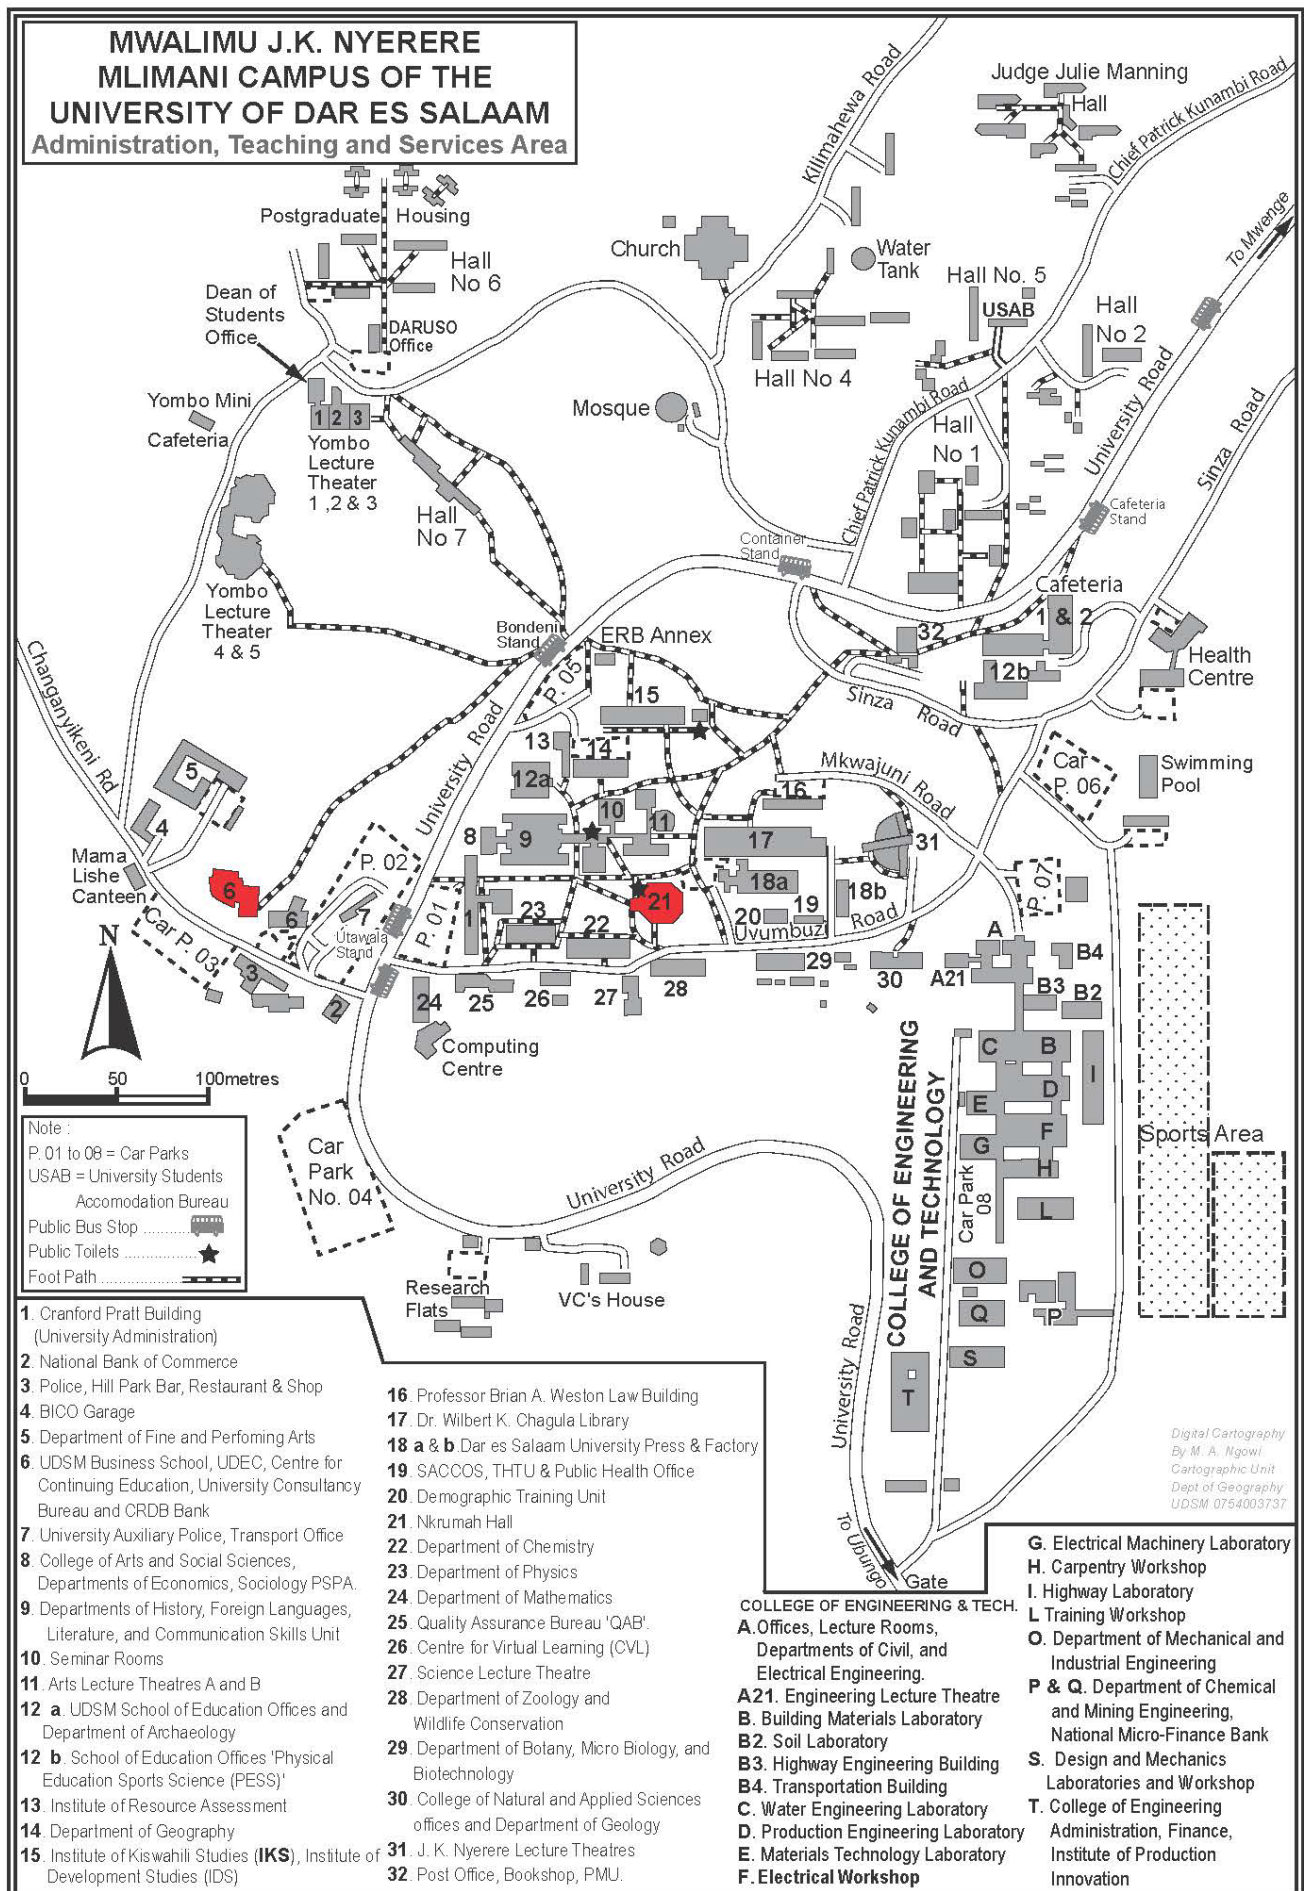 MWALIMU J.K. NYERERE
MLIMANI CAMPUS OF THE
UNIVERSITY OF DAR ES SALAAM
Administration, Teaching and Services Area
Judge Julie Manning
Hall
Chief Patrick Kunambi Road
Kilimahewa Road
To Mwenge
Postgraduate Housing
Hall
No 6
Church
Water
Tank
Hall No. 5
USAB
Hall
No 2
Dean of
Students
Office
DARUSO
Office
Hall No 4
University Road
Sinza Road
Yombo Mini
Cafeteria
1 2 3
Yombo
Lecture
Theater
1 ,2 & 3
Mosque
Chief Patrick Kunambi Road
Hall
No 1
Hall
No 7
Chief Patrick Kunambi Road
Cafeteria
Stand
Container
Stand
Yombo
Lecture
Theater
4 & 5
Cafeteria
1 & 2
Bondeni
Stand
ERB Annex
32
12b
Health
Centre
Changanyikeni Rd
P. 05
15
Sinza Road
University Road
13
14
12a
Mkwajuni Road
Car
P. 06
Swimming
Pool
5
4
10
11
16
8
9
17
31
Mama
Lishe
Canteen
P. 02
18a
18b
P. 07
6
6
7
P. 01
1
21
20
19
23
22
Uvumbuzi Road
Car P. 03
Utawala
Stand
A
B4
N
3
2
29
30
A21
28
24
25
26
27
B3
B2
Computing
Centre
C
B
I
D
E
F
G
H
L
O
Q
P
S
T
0 50 100metres
COLLEGE OF ENGINEERING
AND TECHNOLOGY
Sports Area
Car Park
08
Note :
P. 01 to 08 = Car Parks
USAB = University Students
Accomodation Bureau
Public Bus Stop ...........
Public Toilets .................
Foot Path ...................
Car
Park
No. 04
University Road
Research
Flats
VC's House
University Road
To Ubungo
Gate
Digital Cartography
By M. A. Ngowi
Cartographic Unit
Dept of Geography
UDSM 0754003737
1. Cranford Pratt Building
(University Administration)
2. National Bank of Commerce
3. Police, Hill Park Bar, Restaurant & Shop
4. BICO Garage
5. Department of Fine and Perfoming Arts
6. UDSM Business School, UDEC, Centre for
Continuing Education, University Consultancy
Bureau and CRDB Bank
7. University Auxiliary Police, Transport Office
8. College of Arts and Social Sciences,
Departments of Economics, Sociology PSPA.
9. Departments of History, Foreign Languages,
Literature, and Communication Skills Unit
10. Seminar Rooms
11. Arts Lecture Theatres A and B
12 a. UDSM School of Education Offices and
Department of Archaeology
12 b. School of Education Offices 'Physical
Education Sports Science (PESS)'
13. Institute of Resource Assessment
14. Department of Geography
15. Institute of Kiswahili Studies (IKS), Institute of
Development Studies (IDS)
16. Professor Brian A. Weston Law Building
17. Dr. Wilbert K. Chagula Library
18 a & b. Dar es Salaam University Press & Factory
19. SACCOS, THTU & Public Health Office
20. Demographic Training Unit
21. Nkrumah Hall
22. Department of Chemistry
23. Department of Physics
24. Department of Mathematics
25. Quality Assurance Bureau 'QAB'.
26. Centre for Virtual Learning (CVL)
27. Science Lecture Theatre
28. Department of Zoology and
Wildlife Conservation
29. Department of Botany, Micro Biology, and
Biotechnology
30. College of Natural and Applied Sciences
offices and Department of Geology
31. J. K. Nyerere Lecture Theatres
32. Post Office, Bookshop, PMU.
COLLEGE OF ENGINEERING & TECH.
A. Offices, Lecture Rooms,
Departments of Civil, and
Electrical Engineering.
A21. Engineering Lecture Theatre
B. Building Materials Laboratory
B2. Soil Laboratory
B3. Highway Engineering Building
B4. Transportation Building
C. Water Engineering Laboratory
D. Production Engineering Laboratory
E. Materials Technology Laboratory
F. Electrical Workshop
G. Electrical Machinery Laboratory
H. Carpentry Workshop
I. Highway Laboratory
L Training Workshop
O. Department of Mechanical and
Industrial Engineering
P & Q. Department of Chemical
and Mining Engineering,
National Micro-Finance Bank
S. Design and Mechanics
Laboratories and Workshop
T. College of Engineering
Administration, Finance,
Institute of Production
Innovation